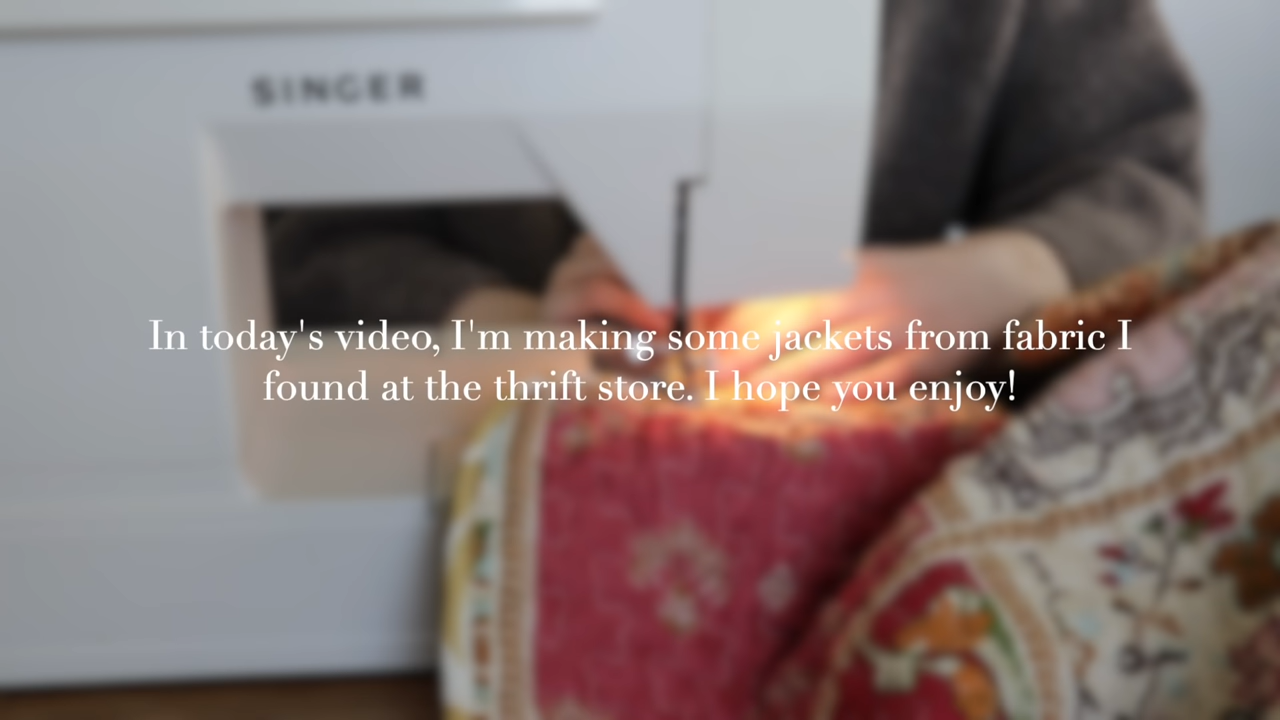 SINGER
In today's video, I'm making some jackets from fabric I
found at the thrift store. I hope you enjoy!